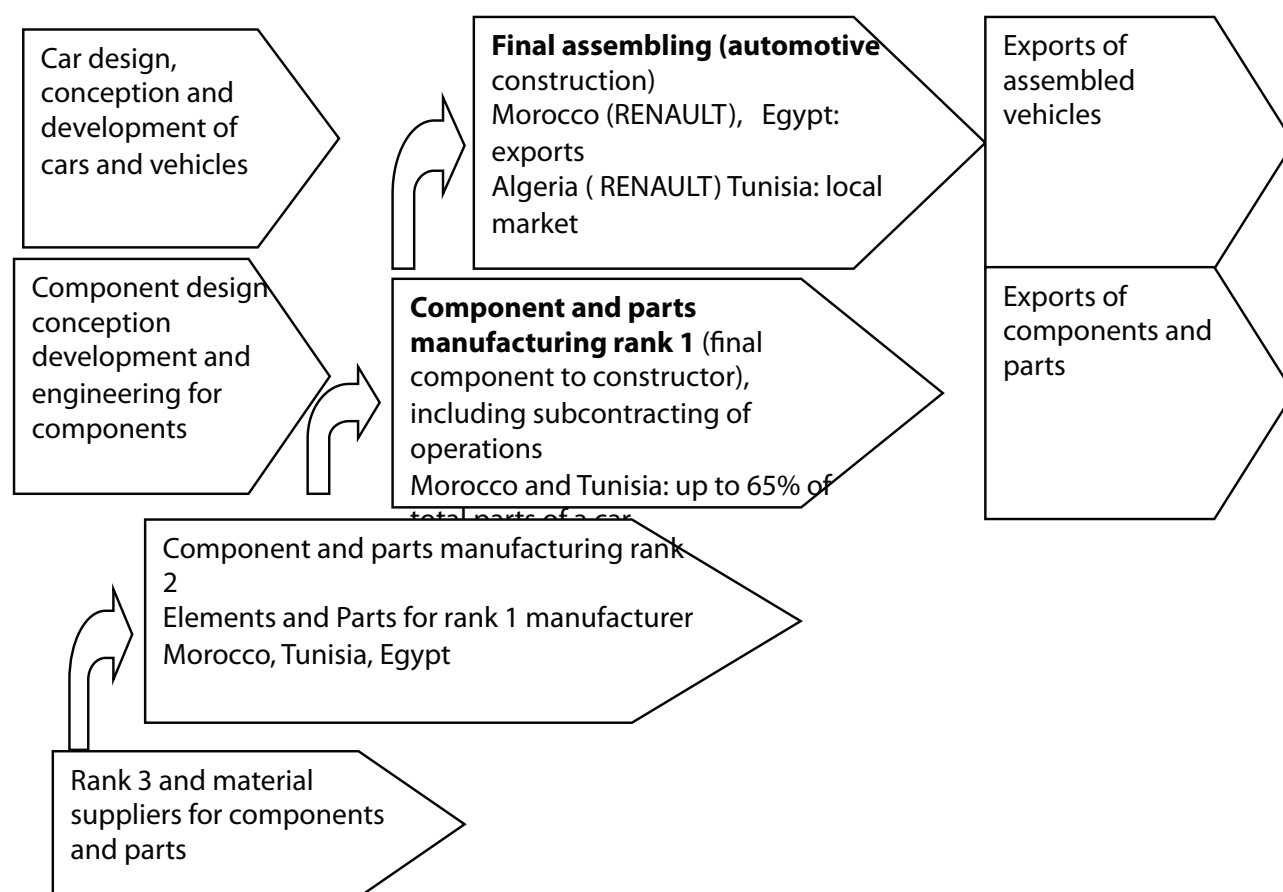 Car design,
conception and
development of
cars and vehicles
Final assembling (automotive
construction)
Morocco (RENAULT), Egypt:
exports
Algeria ( RENAULT) Tunisia: local
market
Exports of
assembled
vehicles
Component design
conception
development and
engineering for
components
Component and parts
manufacturing rank 1 (final
component to constructor),
including subcontracting of
operations
Morocco and Tunisia: up to 65% of
total parts of a car
Exports of
components and
parts
Component and parts manufacturing rank
2
Elements and Parts for rank 1 manufacturer
Morocco, Tunisia, Egypt
Rank 3 and material
suppliers for components
and parts